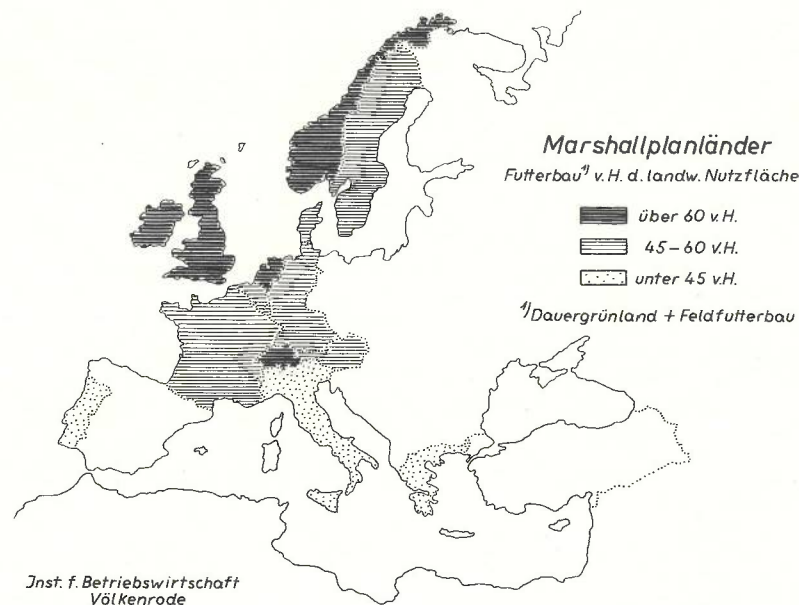 Marshallplanländer
Futterbau¹⁾ v.H. d. landw. Nutzfläche
über 60 v.H.
45–60 v.H.
unter 45 v.H.
¹⁾Dauergrünland + Feldfutterbau
Jnst. f. Betriebswirtschaft
Völkenrode